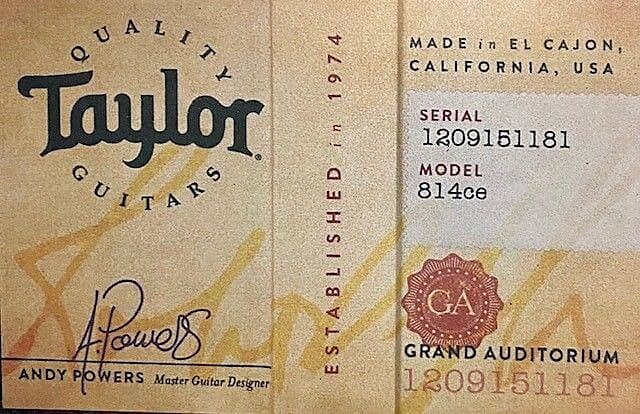 QUALITY
Taylor®
GUITARS
A. Powers
ANDY POWERS Master Guitar Designer
ESTABLISHED in 1974
MADE in EL CAJON,
CALIFORNIA, USA
SERIAL
1209151181
MODEL
814ce
GA
GRAND AUDITORIUM
1209151181